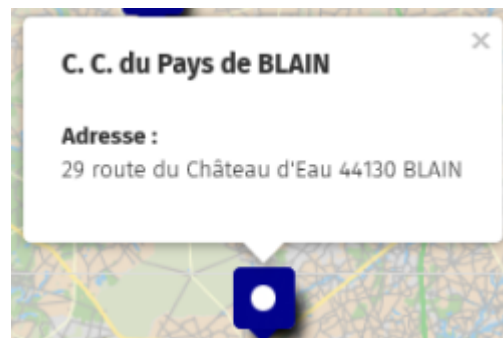 C. C. du Pays de BLAIN
×
Adresse :
29 route du Château d'Eau 44130 BLAIN